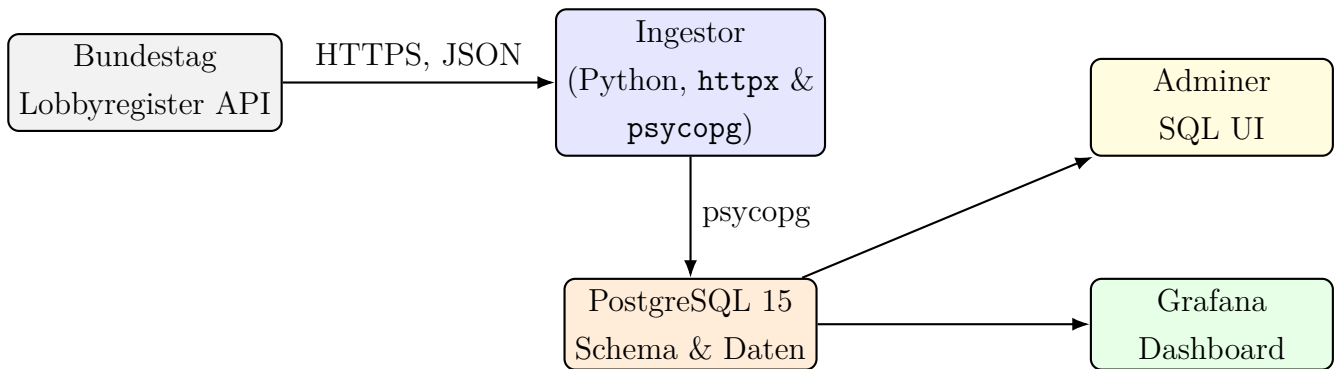 Bundestag
Lobbyregister API
HTTPS, JSON
Ingestor
(Python, httpx &
psycopg)
Adminer
SQL UI
psycopg
PostgreSQL 15
Schema & Daten
Grafana
Dashboard